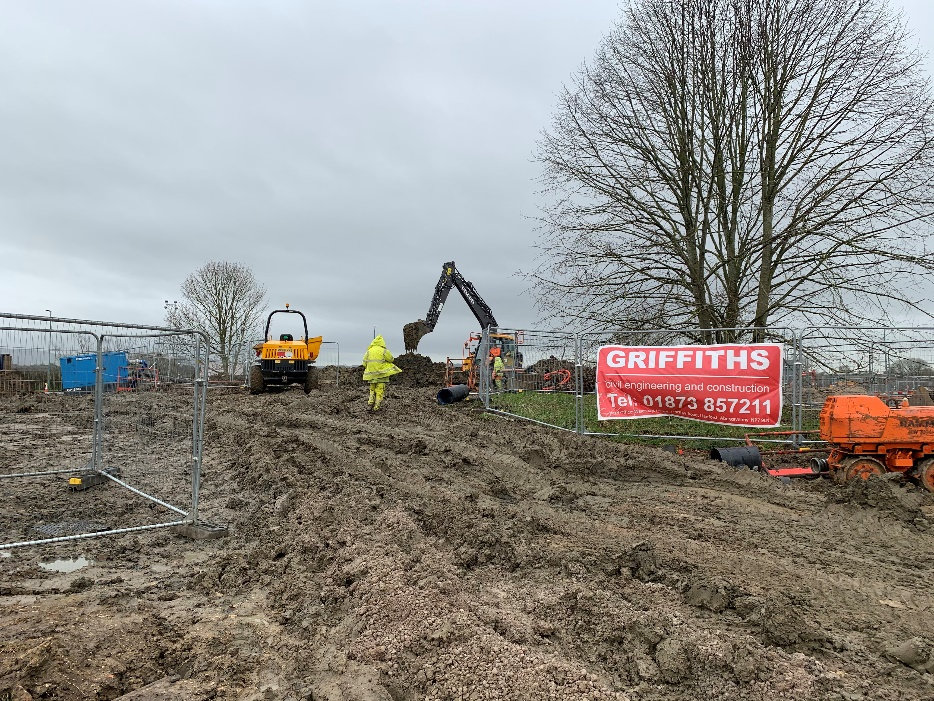 GRIFFITHS
civil engineering and construction
Tel: 01873 857211